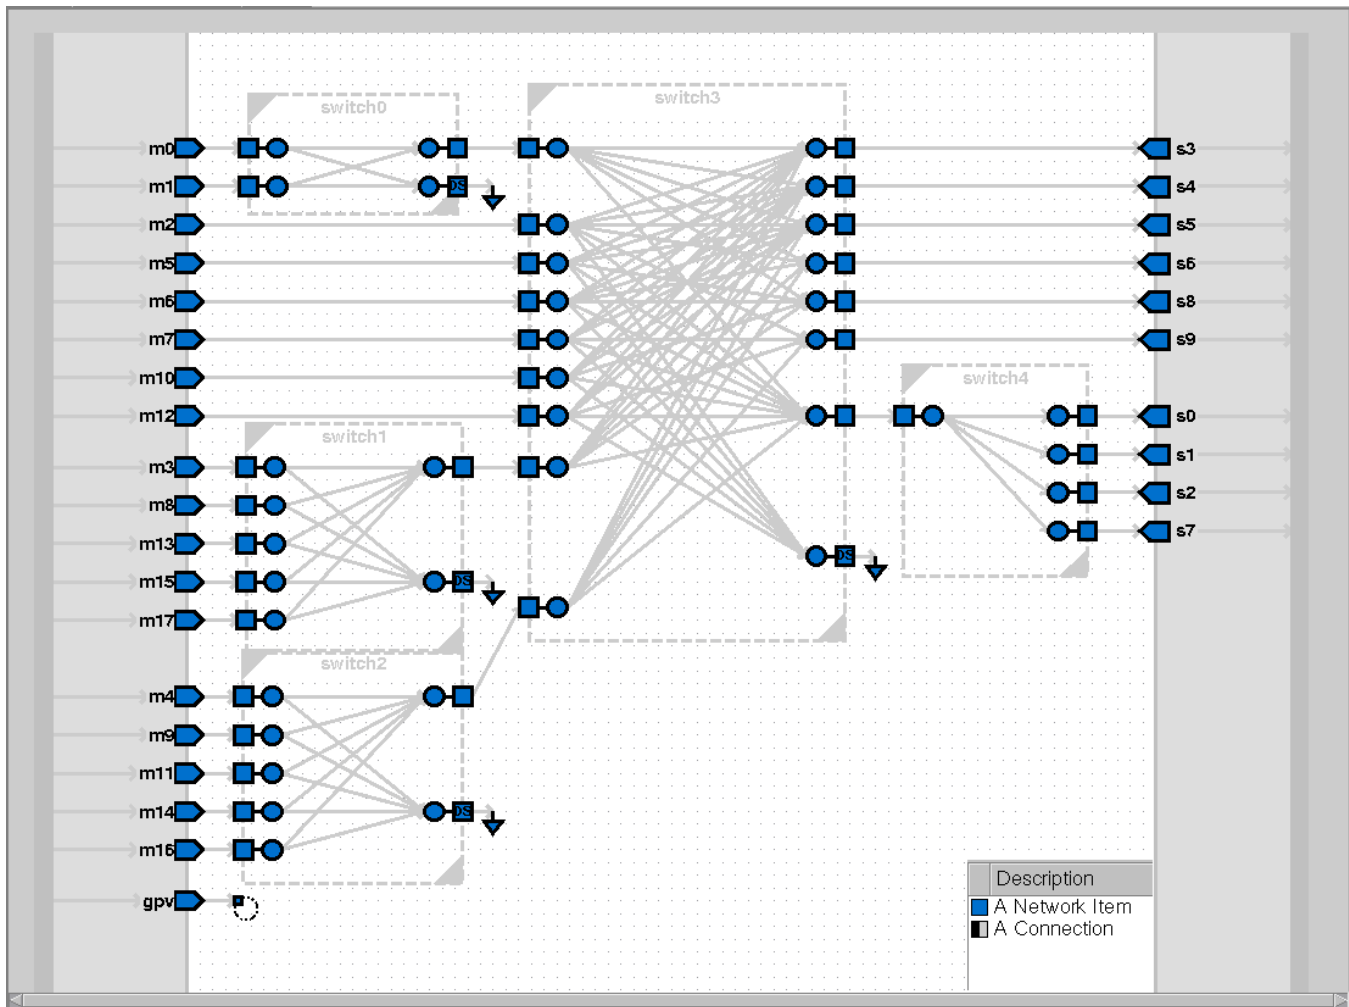 switch3
switch0
m0
s3
m1
DS
s4
m2
s5
m5
s6
m6
s8
m7
s9
m10
switch4
m12
s0
switch1
s1
m3
m8
s2
m13
s7
DS
m15
DS
m17
switch2
m4
m9
m11
m14
DS
m16
Description
gpv
A Network Item
A Connection